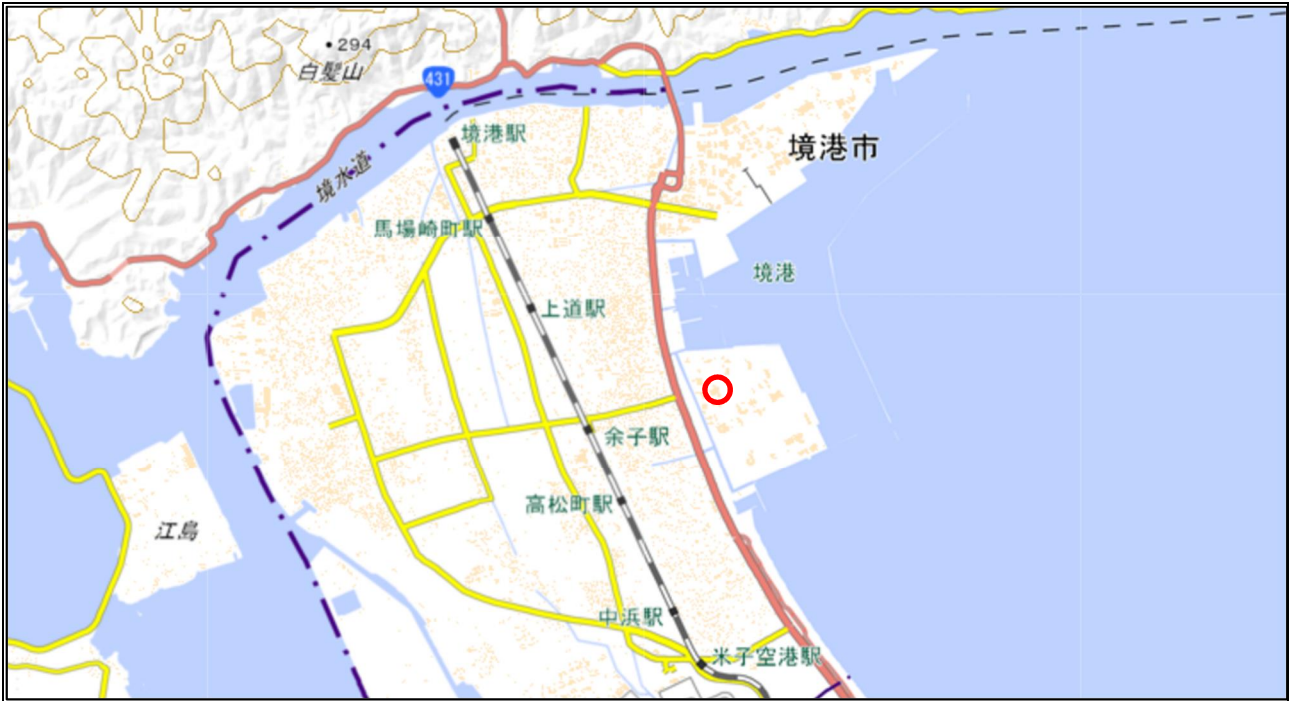 ・294
白髪山
431
境港駅
境港市
境水道
馬場崎町駅
境港
上道駅
余子駅
高松町駅
江島
中浜駅
米子空港駅